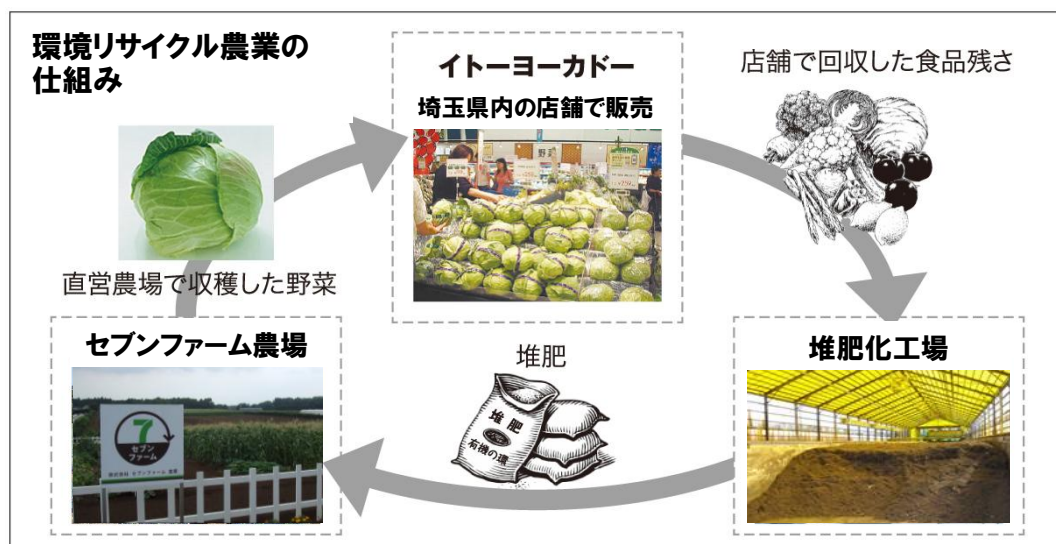 環境リサイクル農業の
仕組み
イトーヨーカドー
埼玉県内の店舗で販売
野菜
店舗で回収した食品残さ
直営農場で収穫した野菜
セブンファーム農場
7
セブン
ファーム
堆肥
堆肥
有機の環
堆肥化工場